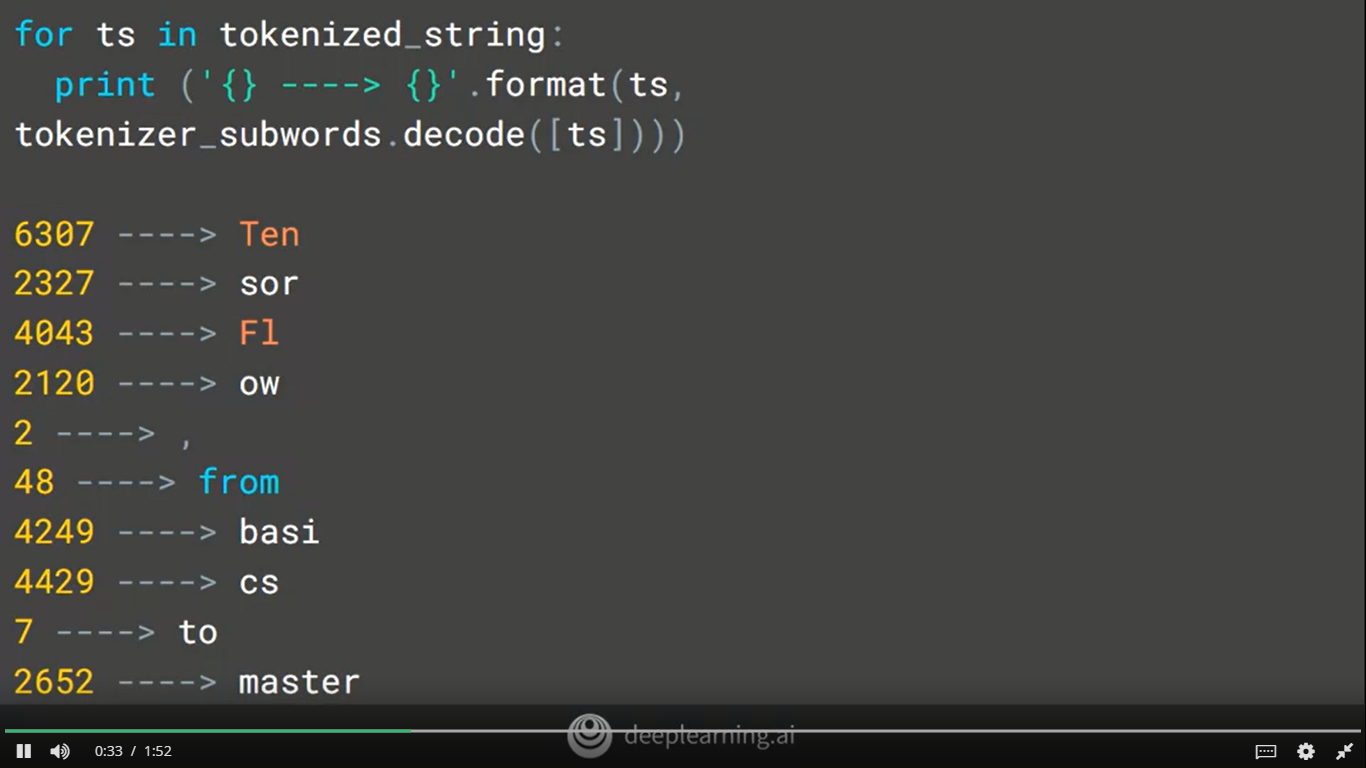 for ts in tokenized_string:
  print ('{} ----> {}'.format(ts,
tokenizer_subwords.decode([ts])))
6307 ----> Ten
2327 ----> sor
4043 ----> Fl
2120 ----> ow
2 ----> ,
48 ----> from
4249 ----> basi
4429 ----> cs
7 ----> to
2652 ----> master
deeplearning.ai
0:33 / 1:52